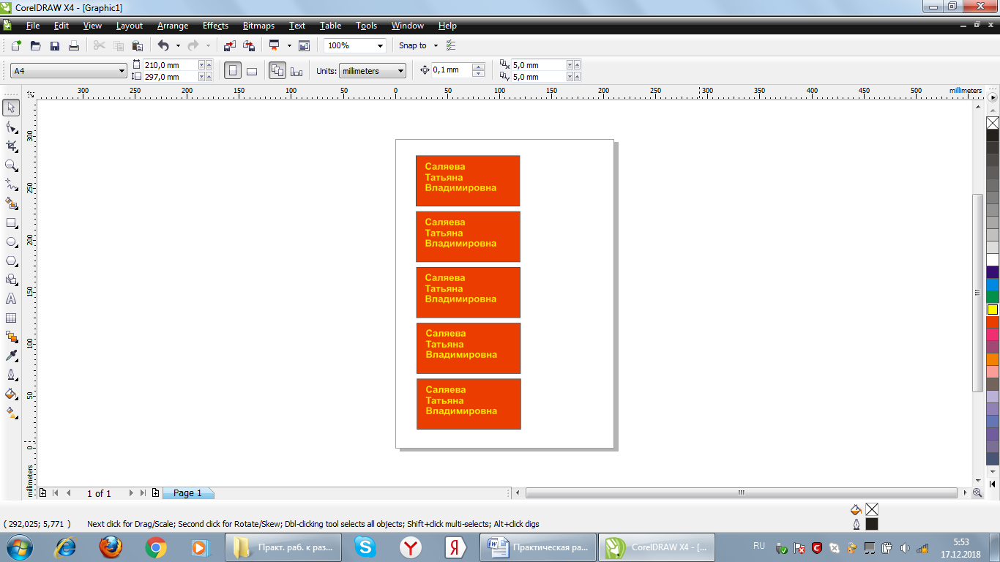 CorelDRAW X4 - [Graphic1]
File Edit View Layout Arrange Effects Bitmaps Text Table Tools Window Help
100% Snap to
A4 210,0 mm 297,0 mm Units: millimeters 0,1 mm 5,0 mm 5,0 mm
300 250 200 150 100 50 0 50 100 150 200 250 300 350 400 450 500 millimeters
300
250
200
150
100
50
0
millimeters
Саляева
Татьяна
Владимировна
Саляева
Татьяна
Владимировна
Саляева
Татьяна
Владимировна
Саляева
Татьяна
Владимировна
Саляева
Татьяна
Владимировна
1 of 1 Page 1
( 292,025; 5,771 ) Next click for Drag/Scale; Second click for Rotate/Skew; Dbl-clicking tool selects all objects; Shift+click multi-selects; Alt+click digs
Практ. раб. к раз... Практическая ра... CorelDRAW X4 - [... RU 5:53
17.12.2018